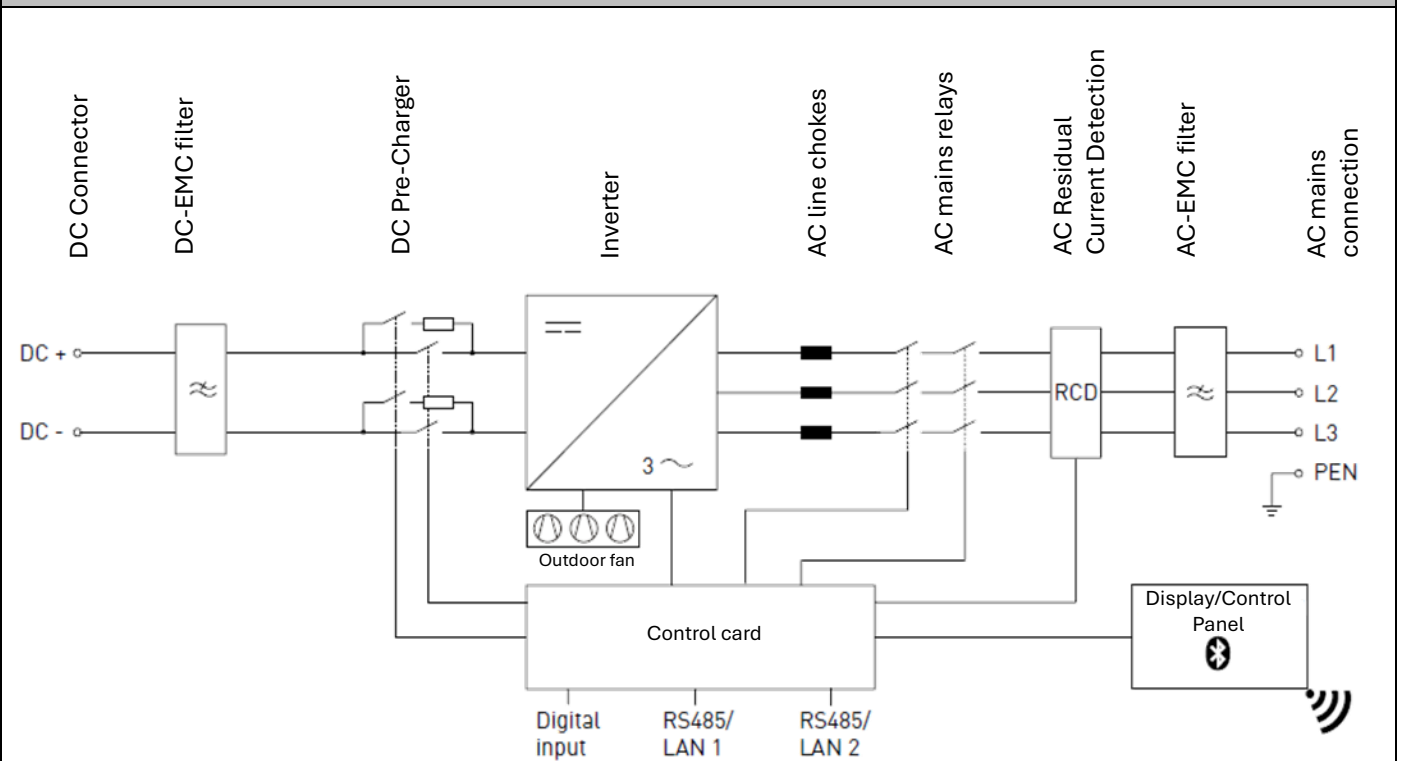 DC Connector
DC-EMC filter
DC Pre-Charger
Inverter
AC line chokes
AC mains relays
AC Residual
Current Detection
AC-EMC filter
AC mains
connection
DC +
DC -
3
RCD
L1
L2
L3
PEN
Outdoor fan
Control card
Display/Control
Panel
Digital
input
RS485/
LAN 1
RS485/
LAN 2